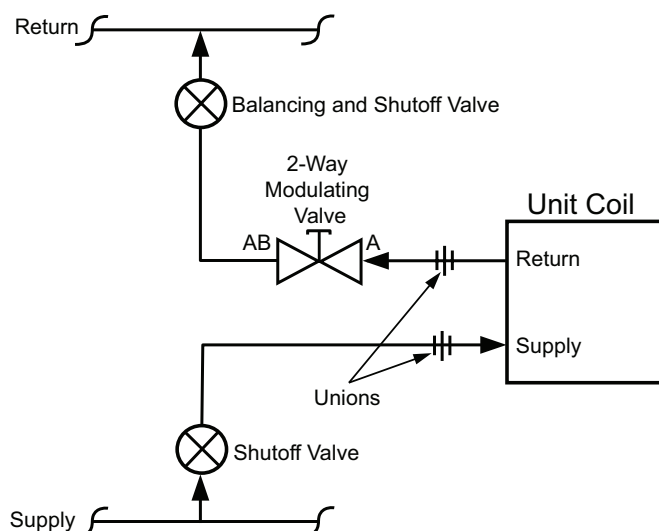 Return
Balancing and Shutoff Valve
2-Way
Modulating
Valve
AB
A
Unit Coil
Return
Supply
Unions
Shutoff Valve
Supply